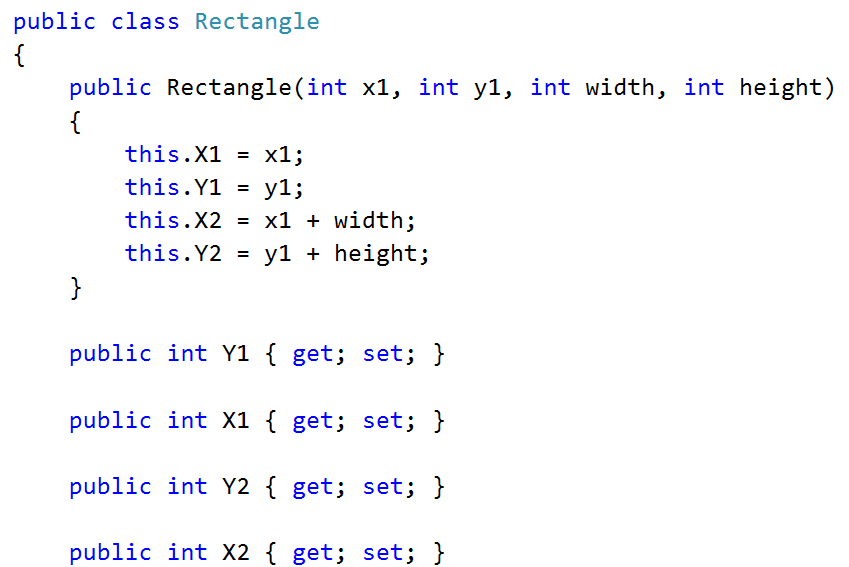 public class Rectangle
{
    public Rectangle(int x1, int y1, int width, int height)
    {
        this.X1 = x1;
        this.Y1 = y1;
        this.X2 = x1 + width;
        this.Y2 = y1 + height;
    }

    public int Y1 { get; set; }

    public int X1 { get; set; }

    public int Y2 { get; set; }

    public int X2 { get; set; }